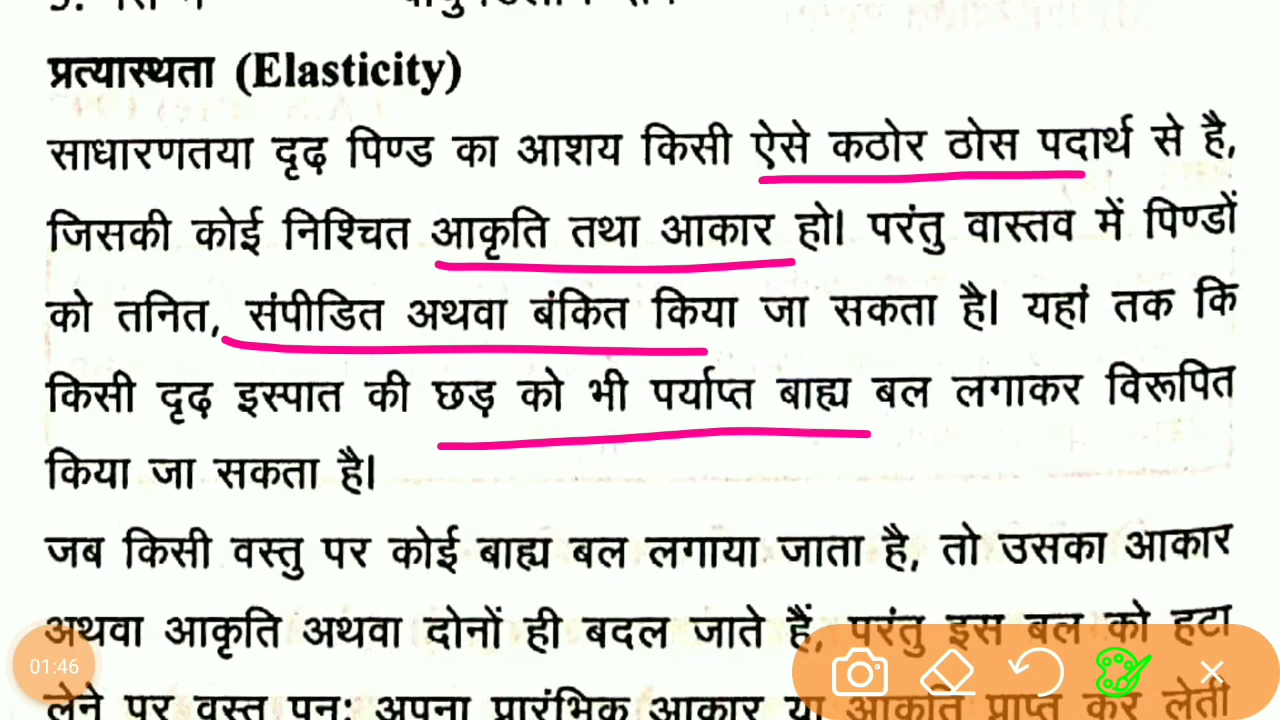 प्रत्यास्थता (Elasticity)
साधारणतया दृढ़ पिण्ड का आशय किसी ऐसे कठोर ठोस पदार्थ से है,
जिसकी कोई निश्चित आकृति तथा आकार हो। परंतु वास्तव में पिण्डों
को तनित, संपीडित अथवा बंकित किया जा सकता है। यहां तक कि
किसी दृढ़ इस्पात की छड़ को भी पर्याप्त बाह्य बल लगाकर विरूपित
किया जा सकता है।
जब किसी वस्तु पर कोई बाह्य बल लगाया जाता है, तो उसका आकार
अथवा आकृति अथवा दोनों ही बदल जाते हैं, परंतु इस बल को हटा
लेने पर वस्तु पुन: अपना प्रारंभिक आकार या आकृति प्राप्त कर लेती
01:46